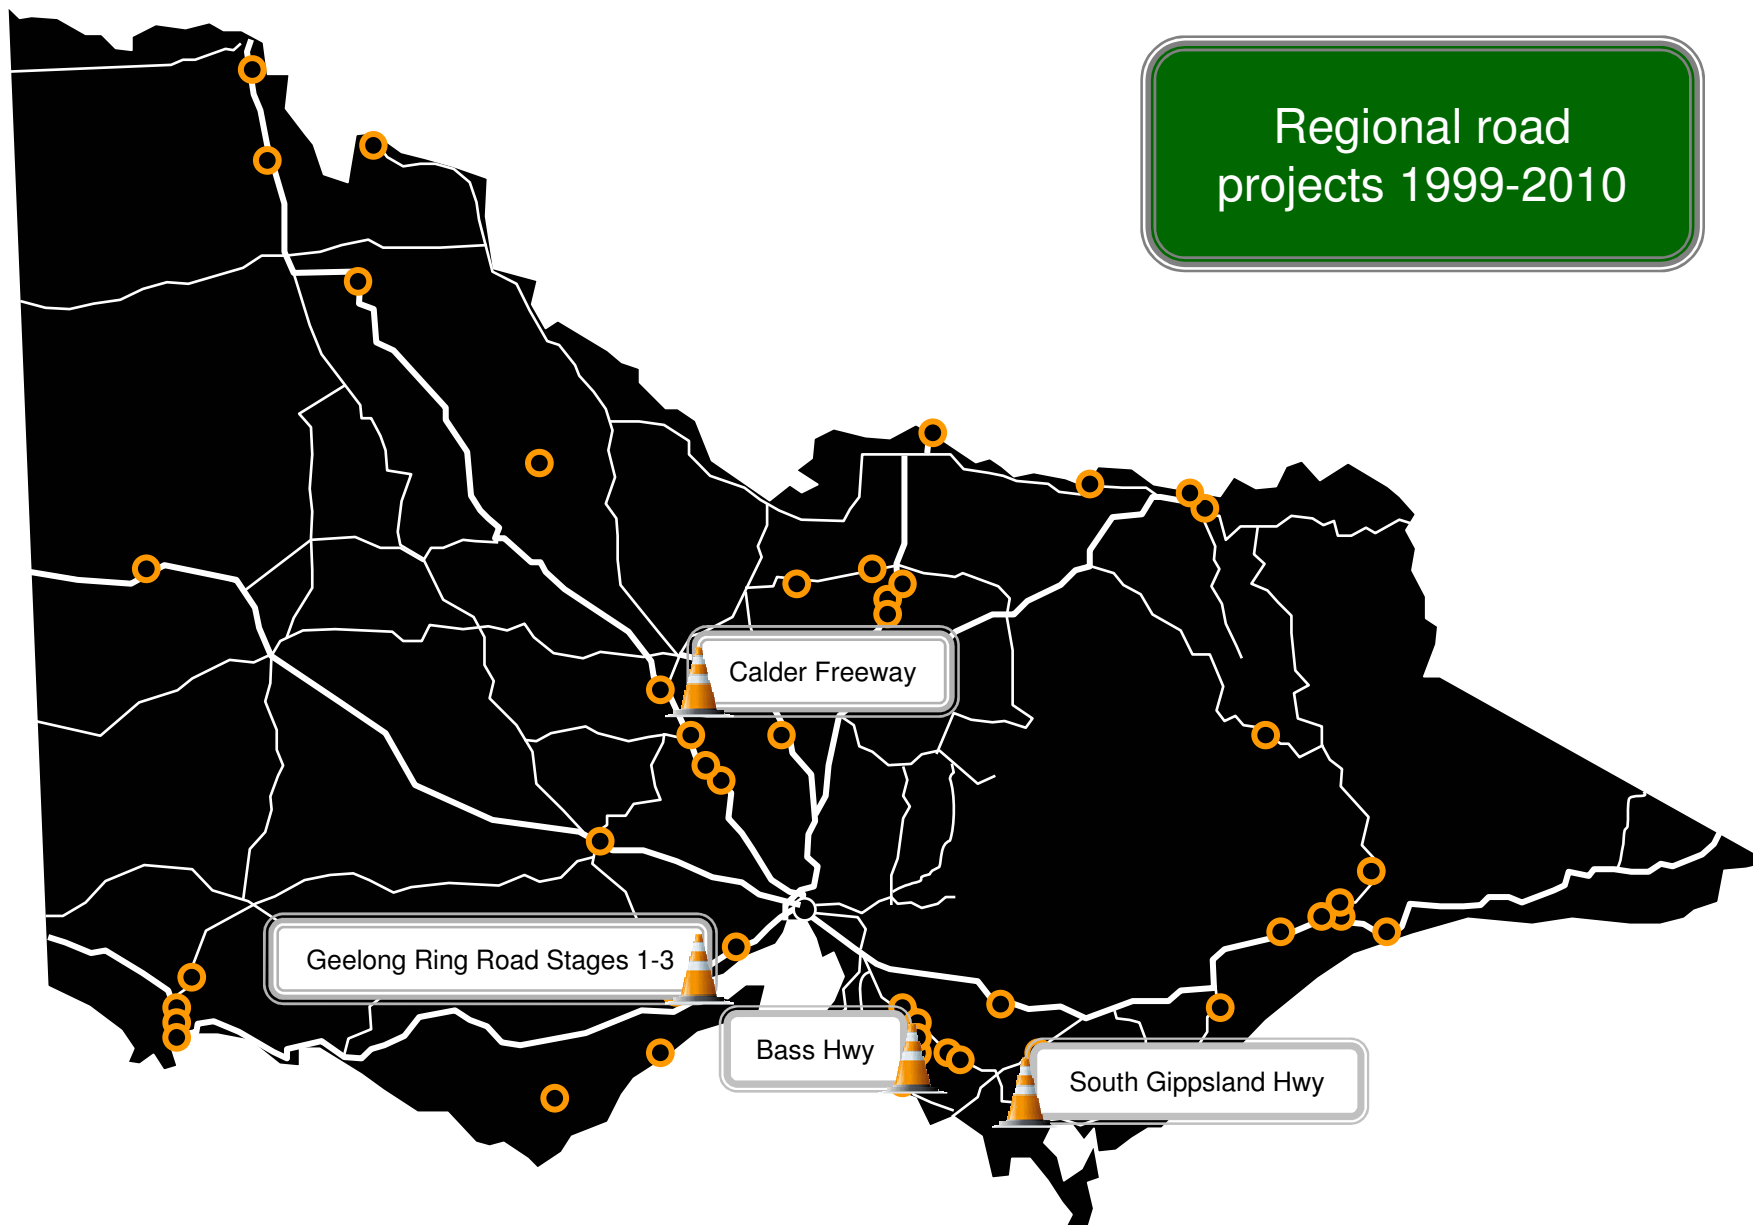 Regional road
projects 1999-2010
Calder Freeway
Geelong Ring Road Stages 1-3
Bass Hwy
South Gippsland Hwy